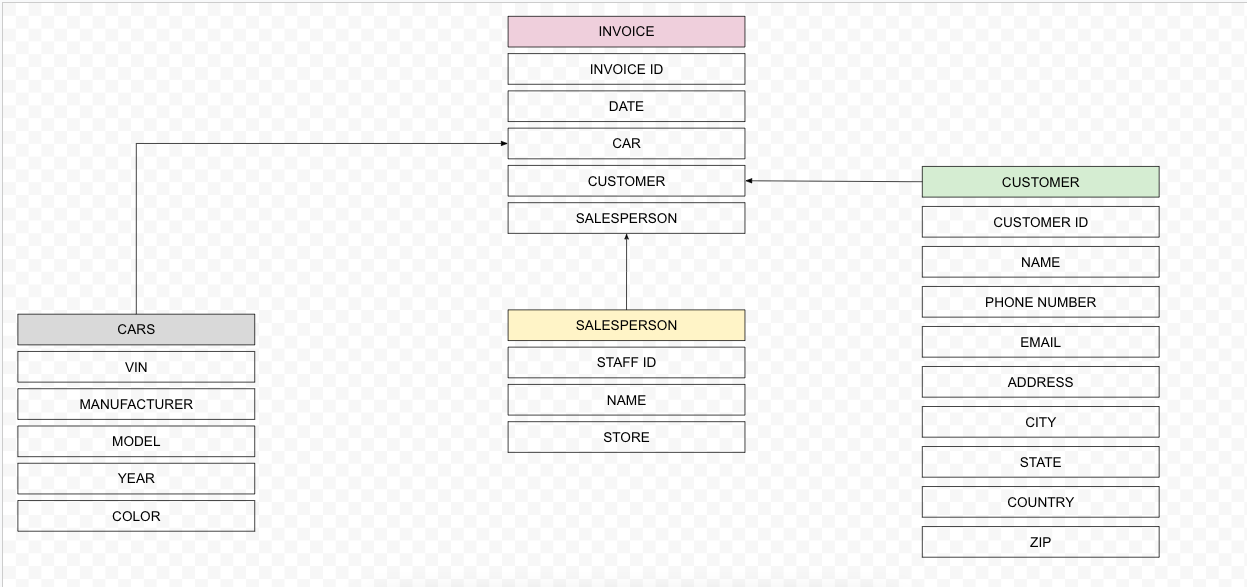 INVOICE
INVOICE ID
DATE
CAR
CUSTOMER
SALESPERSON
CARS
VIN
MANUFACTURER
MODEL
YEAR
COLOR
SALESPERSON
STAFF ID
NAME
STORE
CUSTOMER
CUSTOMER ID
NAME
PHONE NUMBER
EMAIL
ADDRESS
CITY
STATE
COUNTRY
ZIP